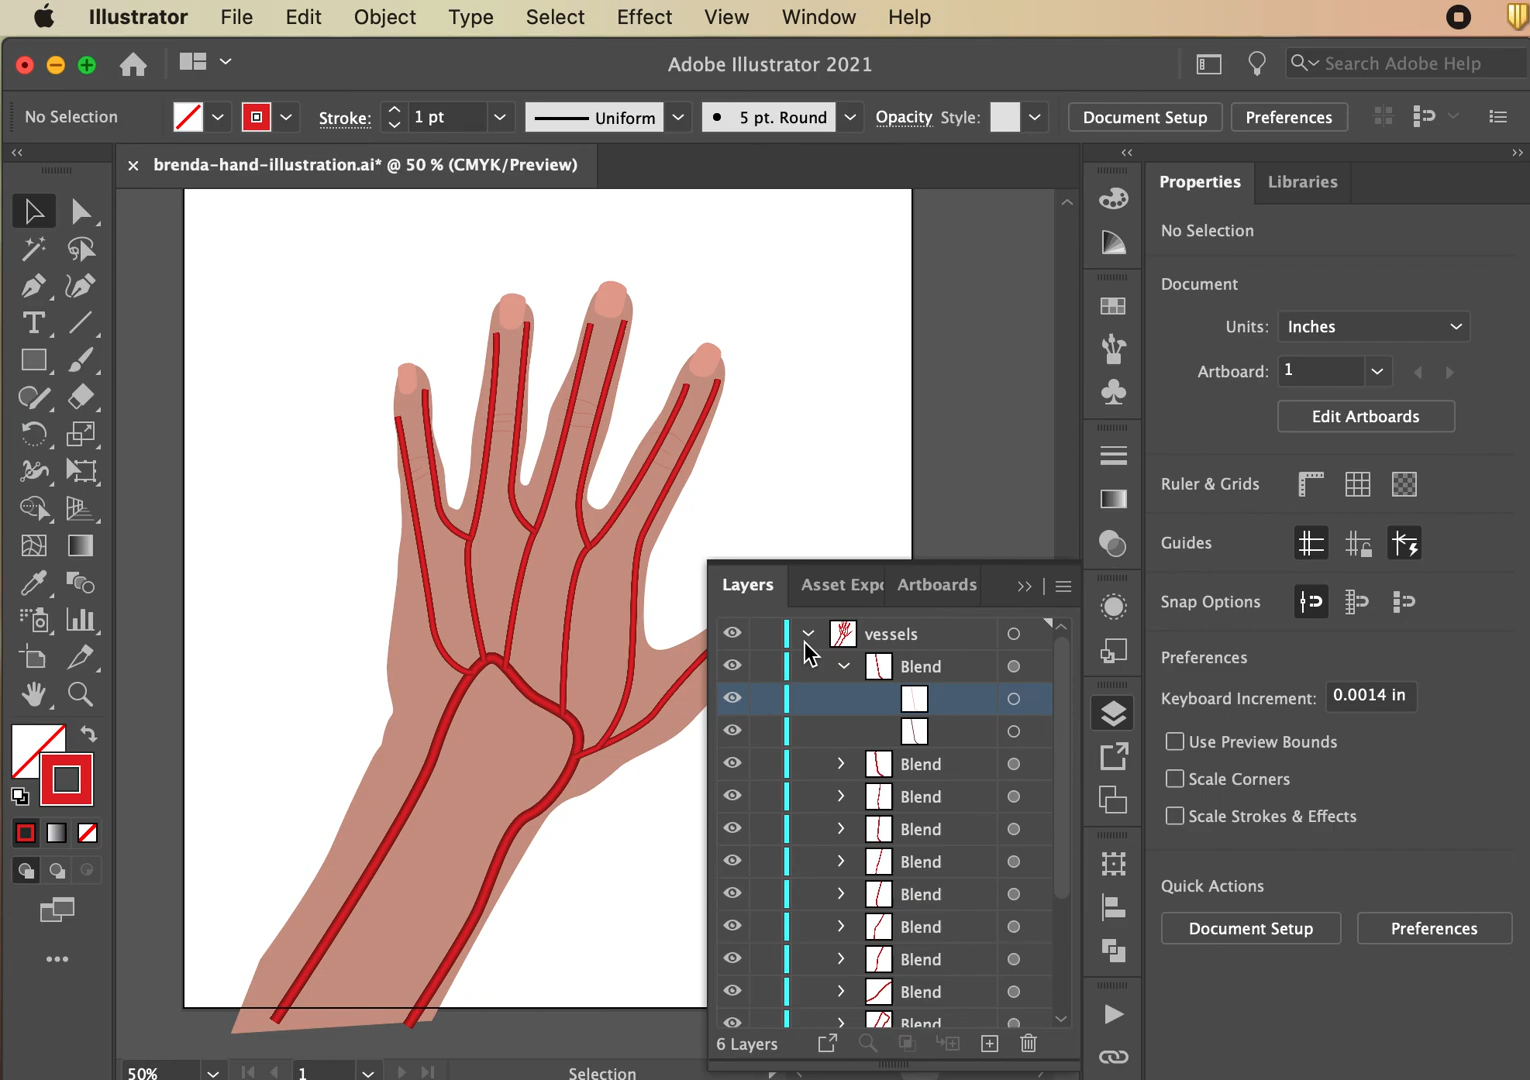 Illustrator File Edit Object Type Select Effect View Window Help
Adobe Illustrator 2021
Search Adobe Help
No Selection Stroke: 1 pt Uniform 5 pt. Round Opacity Style: Document Setup Preferences
brenda-hand-illustration.ai* @ 50 % (CMYK/Preview)
Properties Libraries
No Selection
Document
Units: Inches
Artboard: 1
Edit Artboards
Ruler & Grids
Guides
Snap Options
Preferences
Keyboard Increment: 0.0014 in
Use Preview Bounds
Scale Corners
Scale Strokes & Effects
Quick Actions
Document Setup Preferences
Layers Asset Expo Artboards
vessels
Blend
Blend
Blend
Blend
Blend
Blend
Blend
Blend
Blend
Blend
6 Layers
50% 1 Selection